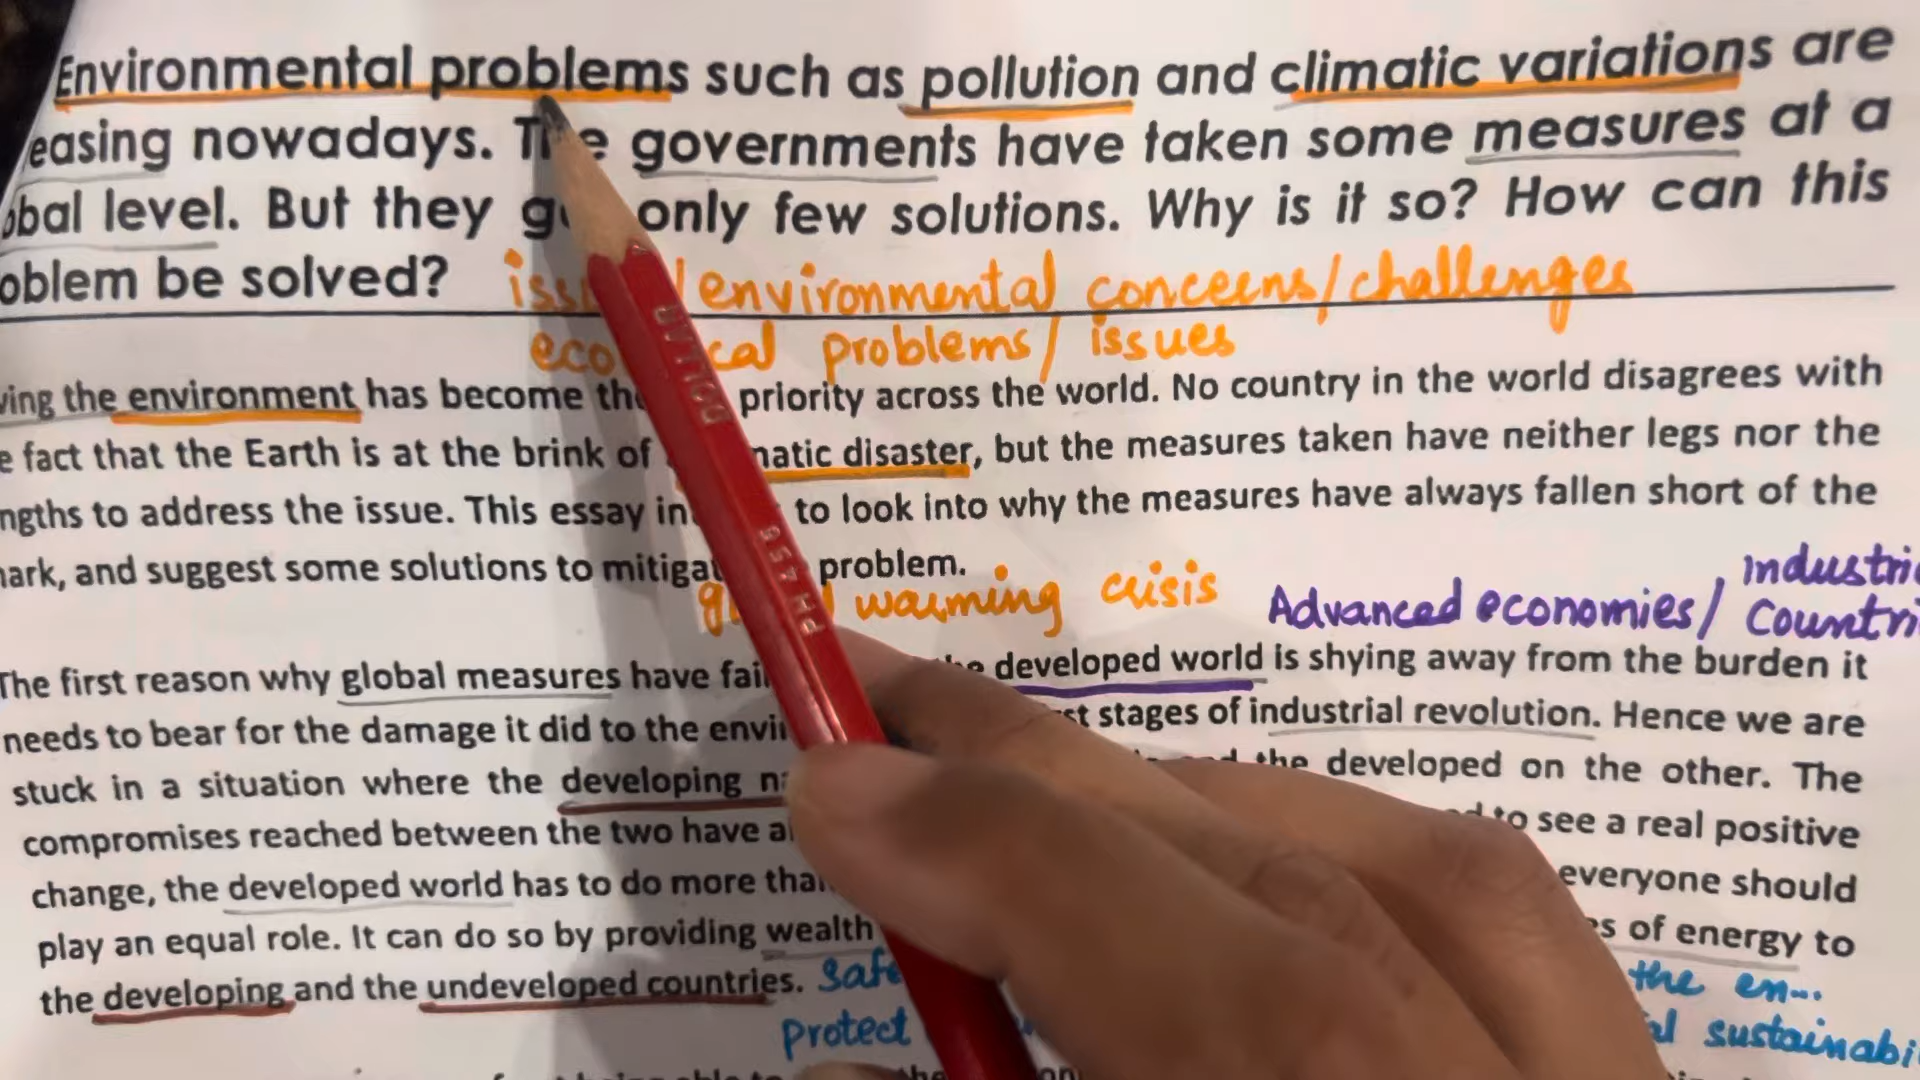 Environmental problems such as pollution and climatic variations are
easing nowadays. The governments have taken some measures at a
obal level. But they only few solutions. Why is it so? How can this
oblem be solved?
/environmental concerns/challenges
problems/ issues
ving the environment has become priority across the world. No country in the world disagrees with
e fact that the Earth is at the brink of matic disaster, but the measures taken have neither legs nor the
ngths to address the issue. This essay to look into why the measures have always fallen short of the
ark, and suggest some solutions to problem.
warming crisis
Advanced economies/ Industri
Countri
The first reason why global measures have developed world is shying away from the burden it
needs to bear for the damage it did to the stages of industrial revolution. Hence we are
stuck in a situation where the developing the developed on the other. The
compromises reached between the two have to see a real positive
change, the developed world has to do more everyone should
play an equal role. It can do so by providing wealth of energy to
the developing and the undeveloped countries.
the en...
Protect sustainabi